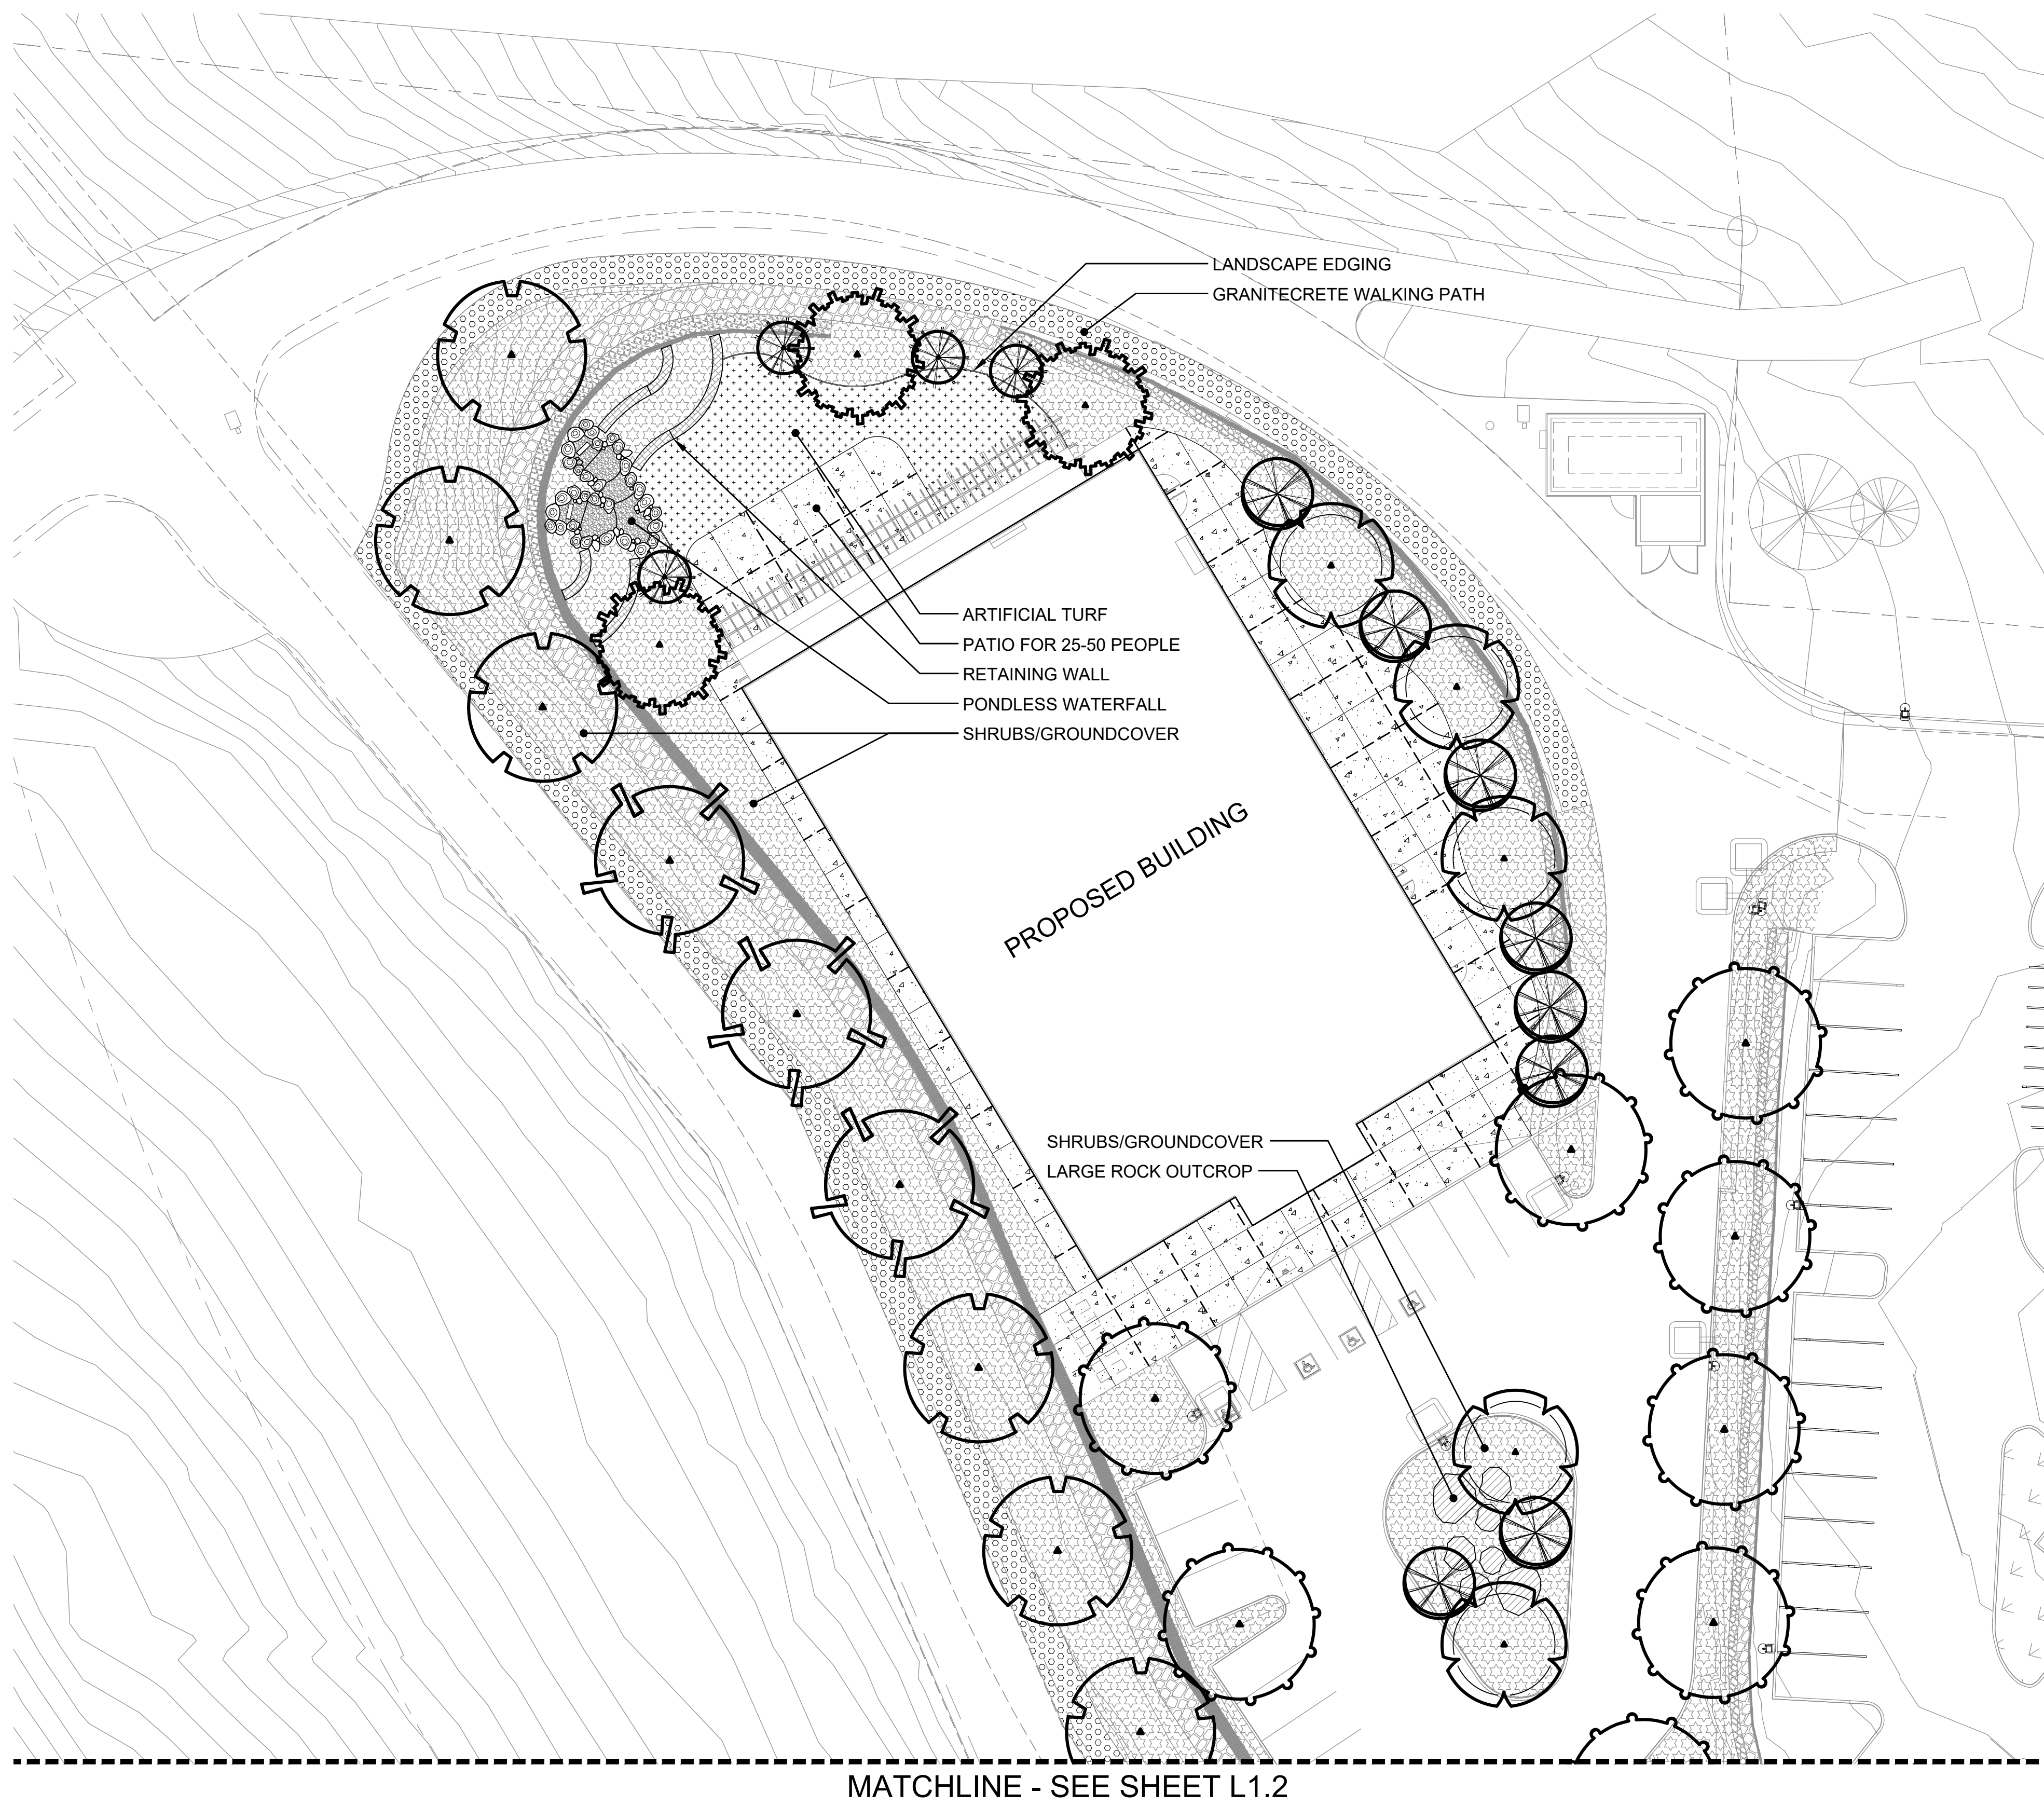 LANDSCAPE EDGING
GRANITECRETE WALKING PATH
ARTIFICIAL TURF
PATIO FOR 25-50 PEOPLE
RETAINING WALL
PONDLESS WATERFALL
SHRUBS/GROUNDCOVER
PROPOSED BUILDING
SHRUBS/GROUNDCOVER
LARGE ROCK OUTCROP
MATCHLINE - SEE SHEET L1.2